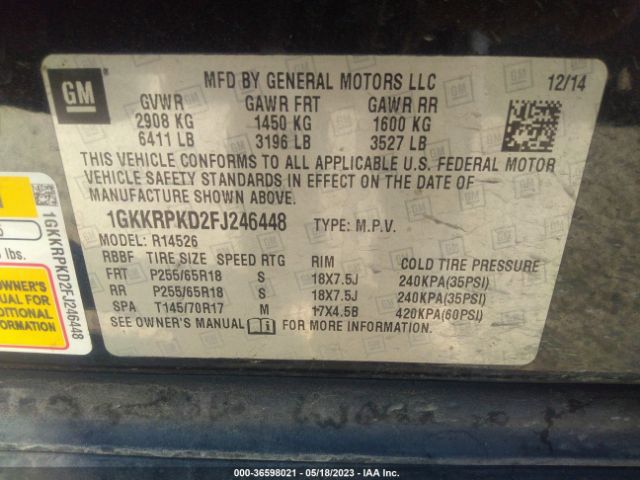 GM
MFD BY GENERAL MOTORS LLC 12/14
GVWR GAWR FRT GAWR RR
2908 KG 1450 KG 1600 KG
6411 LB 3196 LB 3527 LB
THIS VEHICLE CONFORMS TO ALL APPLICABLE U.S. FEDERAL MOTOR
VEHICLE SAFETY STANDARDS IN EFFECT ON THE DATE OF
MANUFACTURE SHOWN ABOVE.
1GKKRPKD2FJ246448 TYPE: M.P.V.
MODEL: R14526
RBBF TIRE SIZE SPEED RTG RIM COLD TIRE PRESSURE
FRT P255/65R18 S 18X7.5J 240KPA(35PSI)
RR P255/65R18 S 18X7.5J 240KPA(35PSI)
SPA T145/70R17 M 17X4.5B 420KPA(60PSI)
SEE OWNER'S MANUAL FOR MORE INFORMATION.
1GKKRPKD2FJ246448
lbs.
OWNER'S
MANUAL FOR
ADDITIONAL
INFORMATION
000-36598021 - 05/18/2023 - IAA Inc.